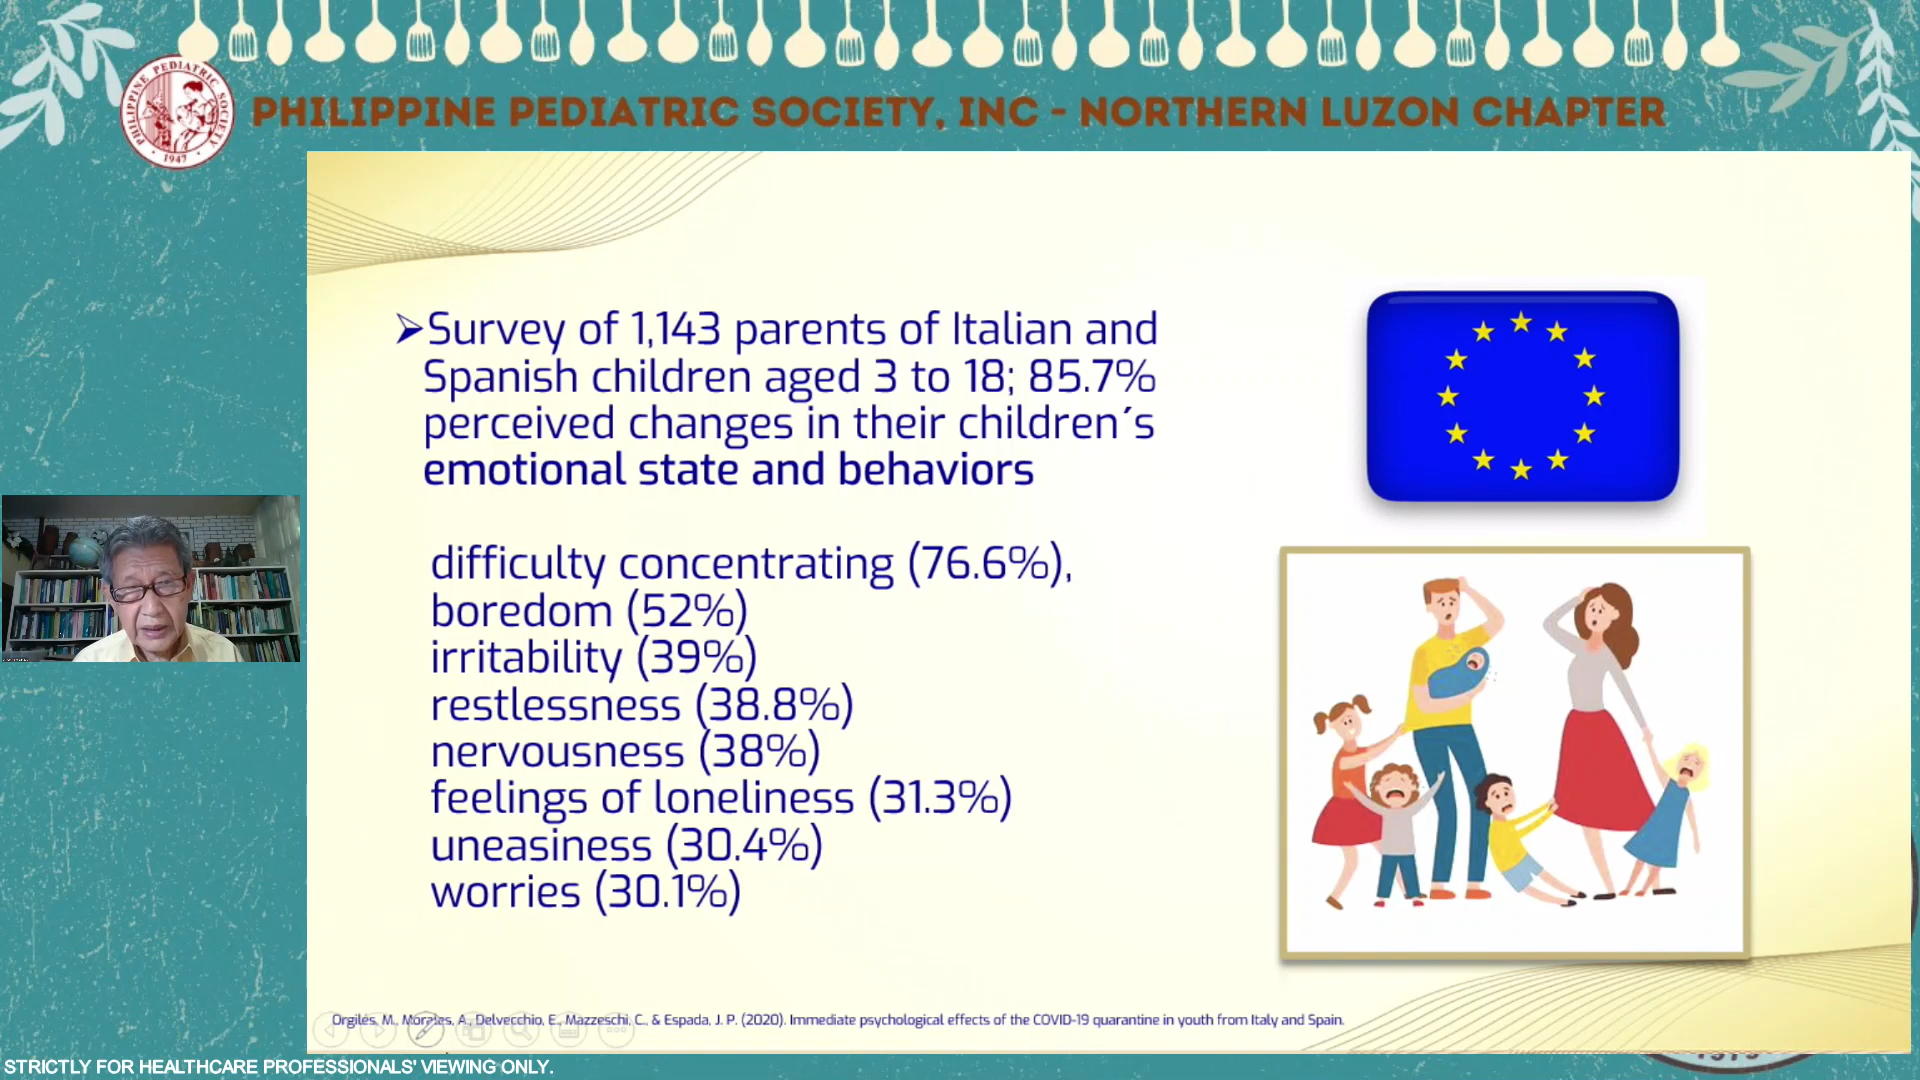 PHILIPPINE PEDIATRIC SOCIETY
1947
PHILIPPINE PEDIATRIC SOCIETY, INC - NORTHERN LUZON CHAPTER
➢Survey of 1,143 parents of Italian and
Spanish children aged 3 to 18; 85.7%
perceived changes in their children´s
emotional state and behaviors
difficulty concentrating (76.6%),
boredom (52%)
irritability (39%)
restlessness (38.8%)
nervousness (38%)
feelings of loneliness (31.3%)
uneasiness (30.4%)
worries (30.1%)
Orgilés, M., Morales, A., Delvecchio, E., Mazzeschi, C., & Espada, J. P. (2020). Immediate psychological effects of the COVID-19 quarantine in youth from Italy and Spain.
STRICTLY FOR HEALTHCARE PROFESSIONALS' VIEWING ONLY.